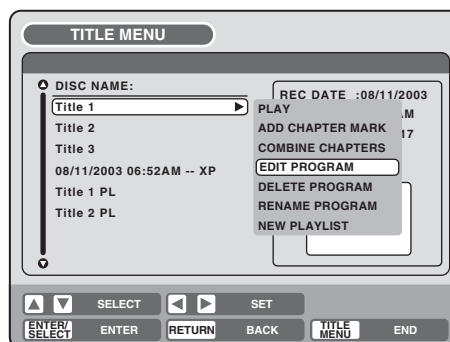 TITLE MENU
DISC NAME:
Title 1
Title 2
Title 3
08/11/2003 06:52AM -- XP
Title 1 PL
Title 2 PL
REC DATE :08/11/2003
AM
17
PLAY
ADD CHAPTER MARK
COMBINE CHAPTERS
EDIT PROGRAM
DELETE PROGRAM
RENAME PROGRAM
NEW PLAYLIST
SELECT SET
ENTER/SELECT ENTER RETURN BACK TITLE MENU END